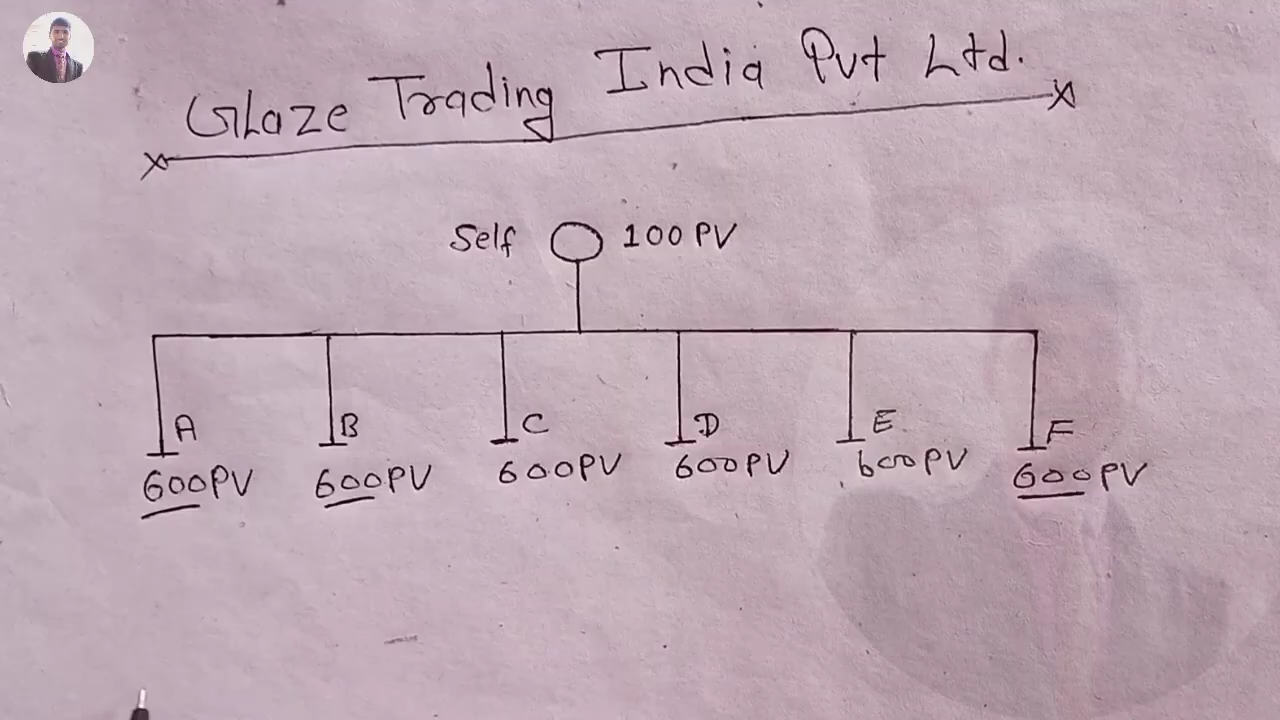 Glaze Trading India Pvt Ltd.
Self 100 PV
A B C D E F
600PV 600PV 600PV 600PV 600PV 600PV